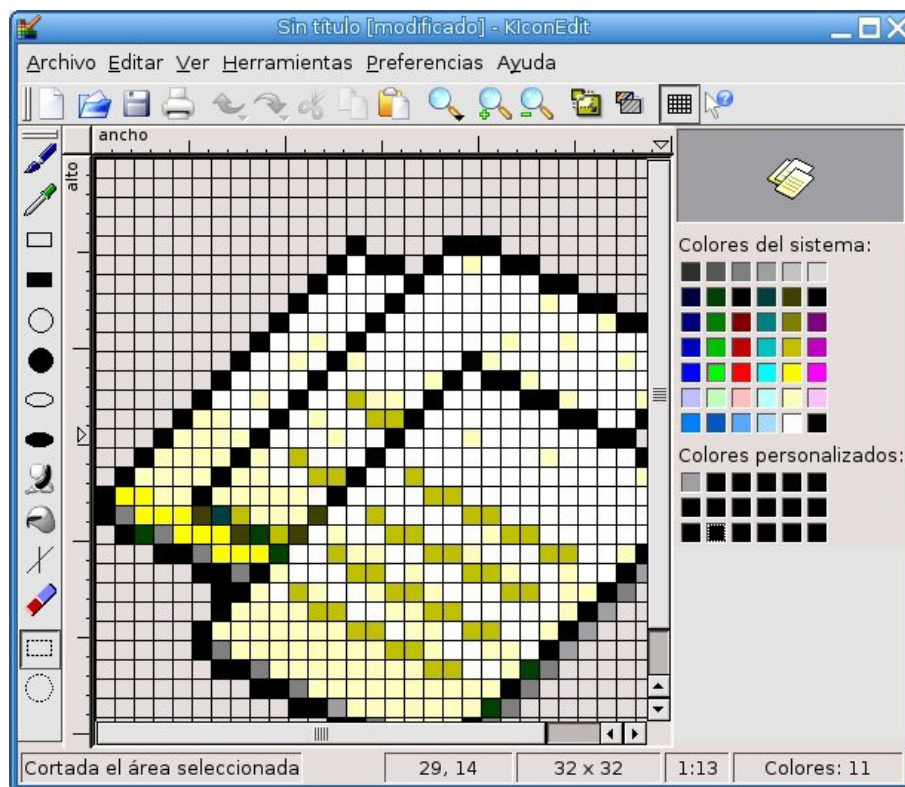 Sin título [modificado] - KIconEdit
Archivo Editar Ver Herramientas Preferencias Ayuda
ancho
alto
Colores del sistema:
Colores personalizados:
Cortada el área seleccionada
29, 14
32 x 32
1:13
Colores: 11